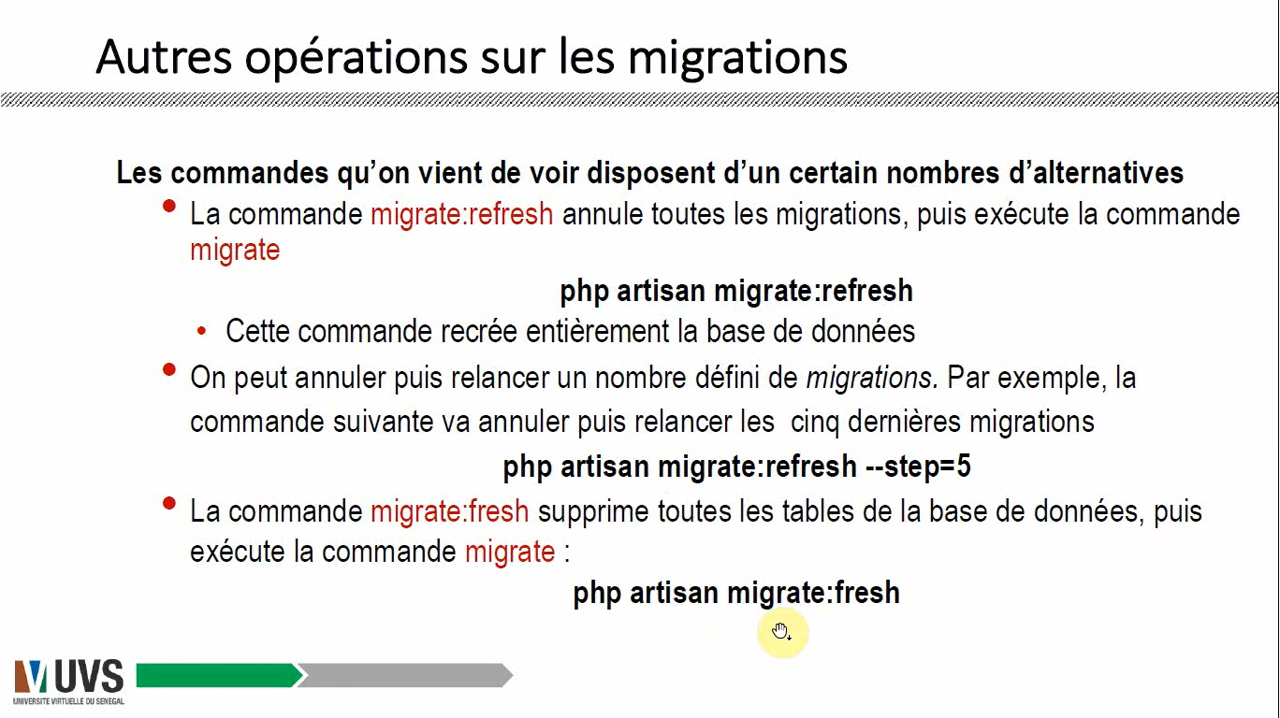 Autres opérations sur les migrations
Les commandes qu’on vient de voir disposent d’un certain nombres d’alternatives
• La commande migrate:refresh annule toutes les migrations, puis exécute la commande
migrate
php artisan migrate:refresh
• Cette commande recrée entièrement la base de données
• On peut annuler puis relancer un nombre défini de migrations. Par exemple, la
commande suivante va annuler puis relancer les cinq dernières migrations
php artisan migrate:refresh --step=5
• La commande migrate:fresh supprime toutes les tables de la base de données, puis
exécute la commande migrate :
php artisan migrate:fresh
UVS
UNIVERSITE VIRTUELLE DU SENEGAL